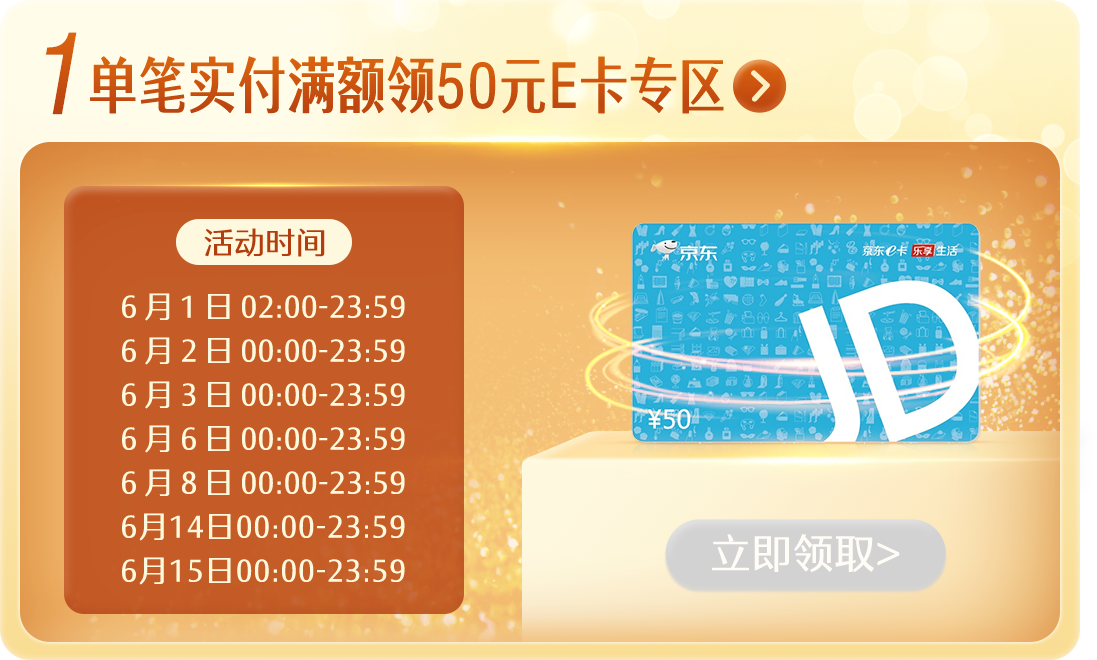 1 单笔实付满额领50元E卡专区
活动时间
6月1日 02:00-23:59
6月2日 00:00-23:59
6月3日 00:00-23:59
6月6日 00:00-23:59
6月8日 00:00-23:59
6月14日00:00-23:59
6月15日00:00-23:59
京东
京东e卡 乐享生活
JD
¥50
立即领取>